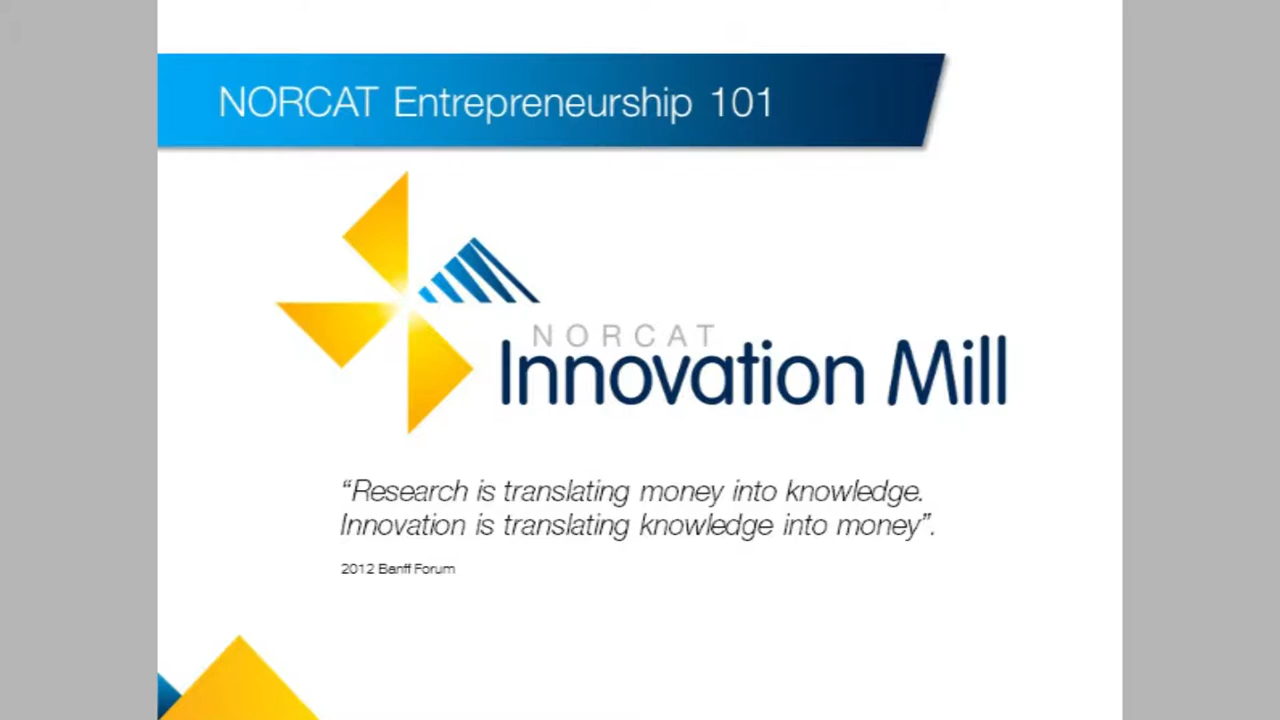 NORCAT Entrepreneurship 101
NORCAT
Innovation Mill
“Research is translating money into knowledge.
Innovation is translating knowledge into money”.
2012 Banff Forum